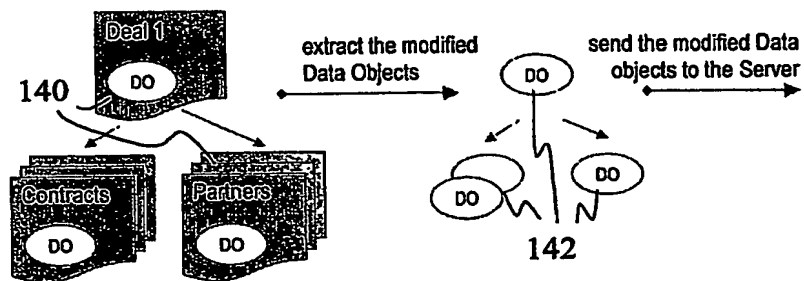 Deal 1
DO
140
Contracts
DO
Partners
DO
extract the modified
Data Objects
DO
DO
DO
142
send the modified Data
objects to the Server